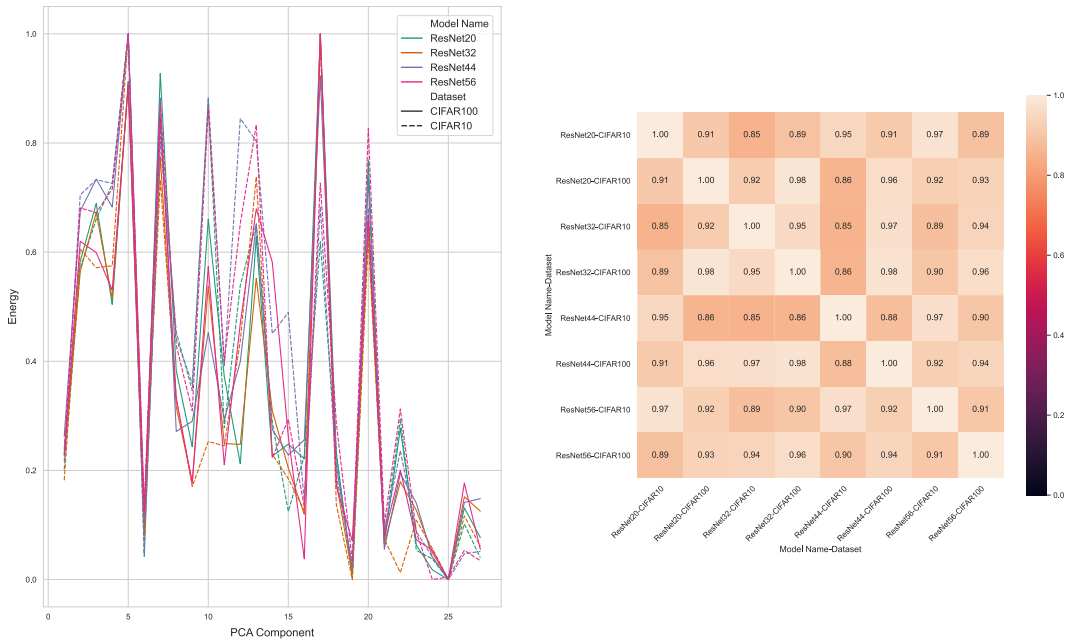 Model Name
ResNet20
ResNet32
ResNet44
ResNet56
Dataset
CIFAR100
CIFAR10
1.0
0.8
0.6
0.4
0.2
0.0
Energy
0
5
10
15
20
25
PCA Component
Model Name-Dataset
ResNet20-CIFAR10 1.00 0.91 0.85 0.89 0.95 0.91 0.97 0.89
ResNet20-CIFAR100 0.91 1.00 0.92 0.98 0.86 0.96 0.92 0.93
ResNet32-CIFAR10 0.85 0.92 1.00 0.95 0.85 0.97 0.89 0.94
ResNet32-CIFAR100 0.89 0.98 0.95 1.00 0.86 0.98 0.90 0.96
ResNet44-CIFAR10 0.95 0.86 0.85 0.86 1.00 0.88 0.97 0.90
ResNet44-CIFAR100 0.91 0.96 0.97 0.98 0.88 1.00 0.92 0.94
ResNet56-CIFAR10 0.97 0.92 0.89 0.90 0.97 0.92 1.00 0.91
ResNet56-CIFAR100 0.89 0.93 0.94 0.96 0.90 0.94 0.91 1.00
ResNet20-CIFAR10
ResNet20-CIFAR100
ResNet32-CIFAR10
ResNet32-CIFAR100
ResNet44-CIFAR10
ResNet44-CIFAR100
ResNet56-CIFAR10
ResNet56-CIFAR100
Model Name-Dataset
1.0
0.8
0.6
0.4
0.2
0.0